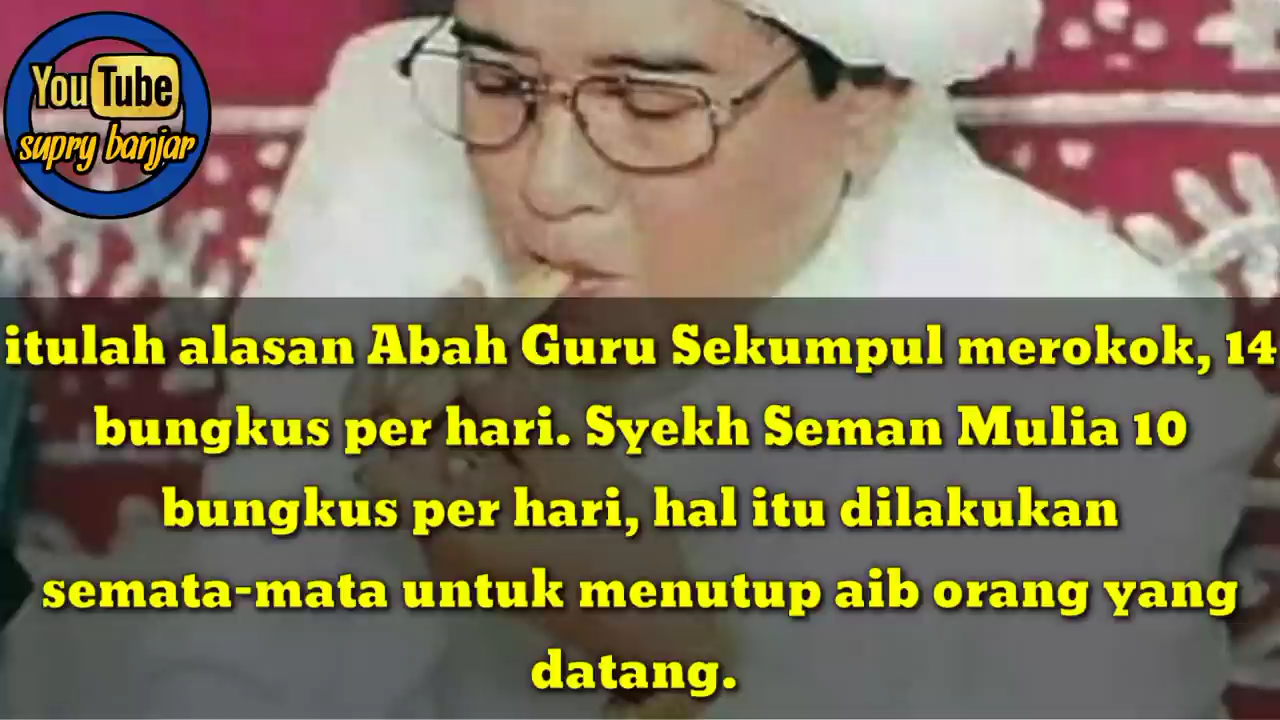 YouTube
supry banjar
itulah alasan Abah Guru Sekumpul merokok, 14
bungkus per hari. Syekh Seman Mulia 10
bungkus per hari, hal itu dilakukan
semata-mata untuk menutup aib orang yang
datang.